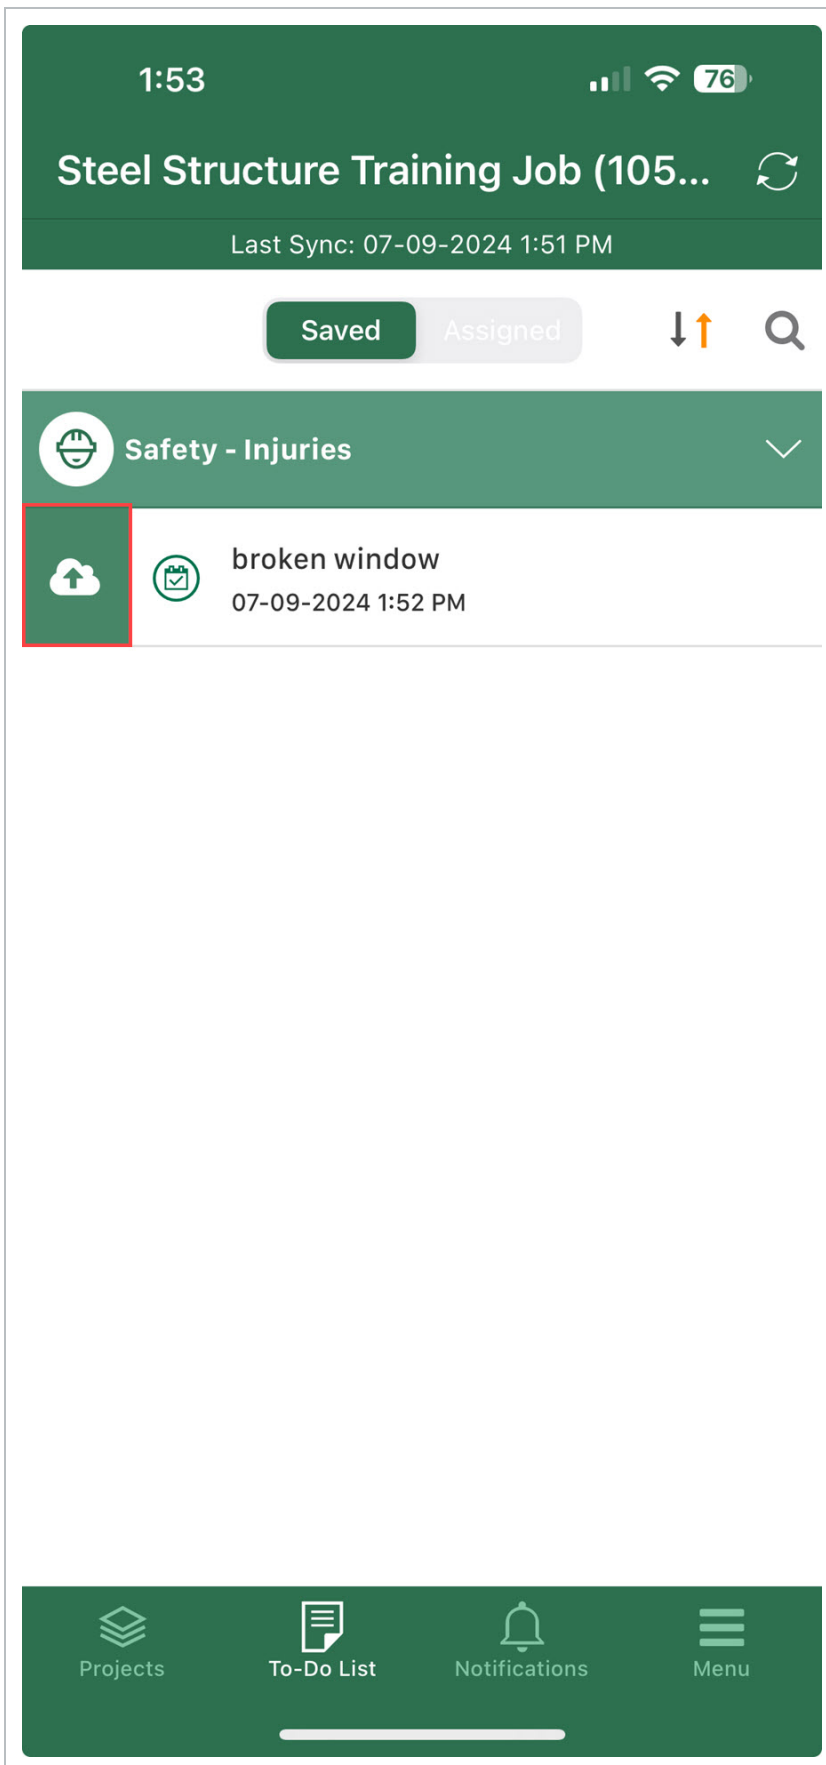 1:53
76
Steel Structure Training Job (105...
Last Sync: 07-09-2024 1:51 PM
Saved
Assigned
Safety - Injuries
broken window
07-09-2024 1:52 PM
Projects
To-Do List
Notifications
Menu